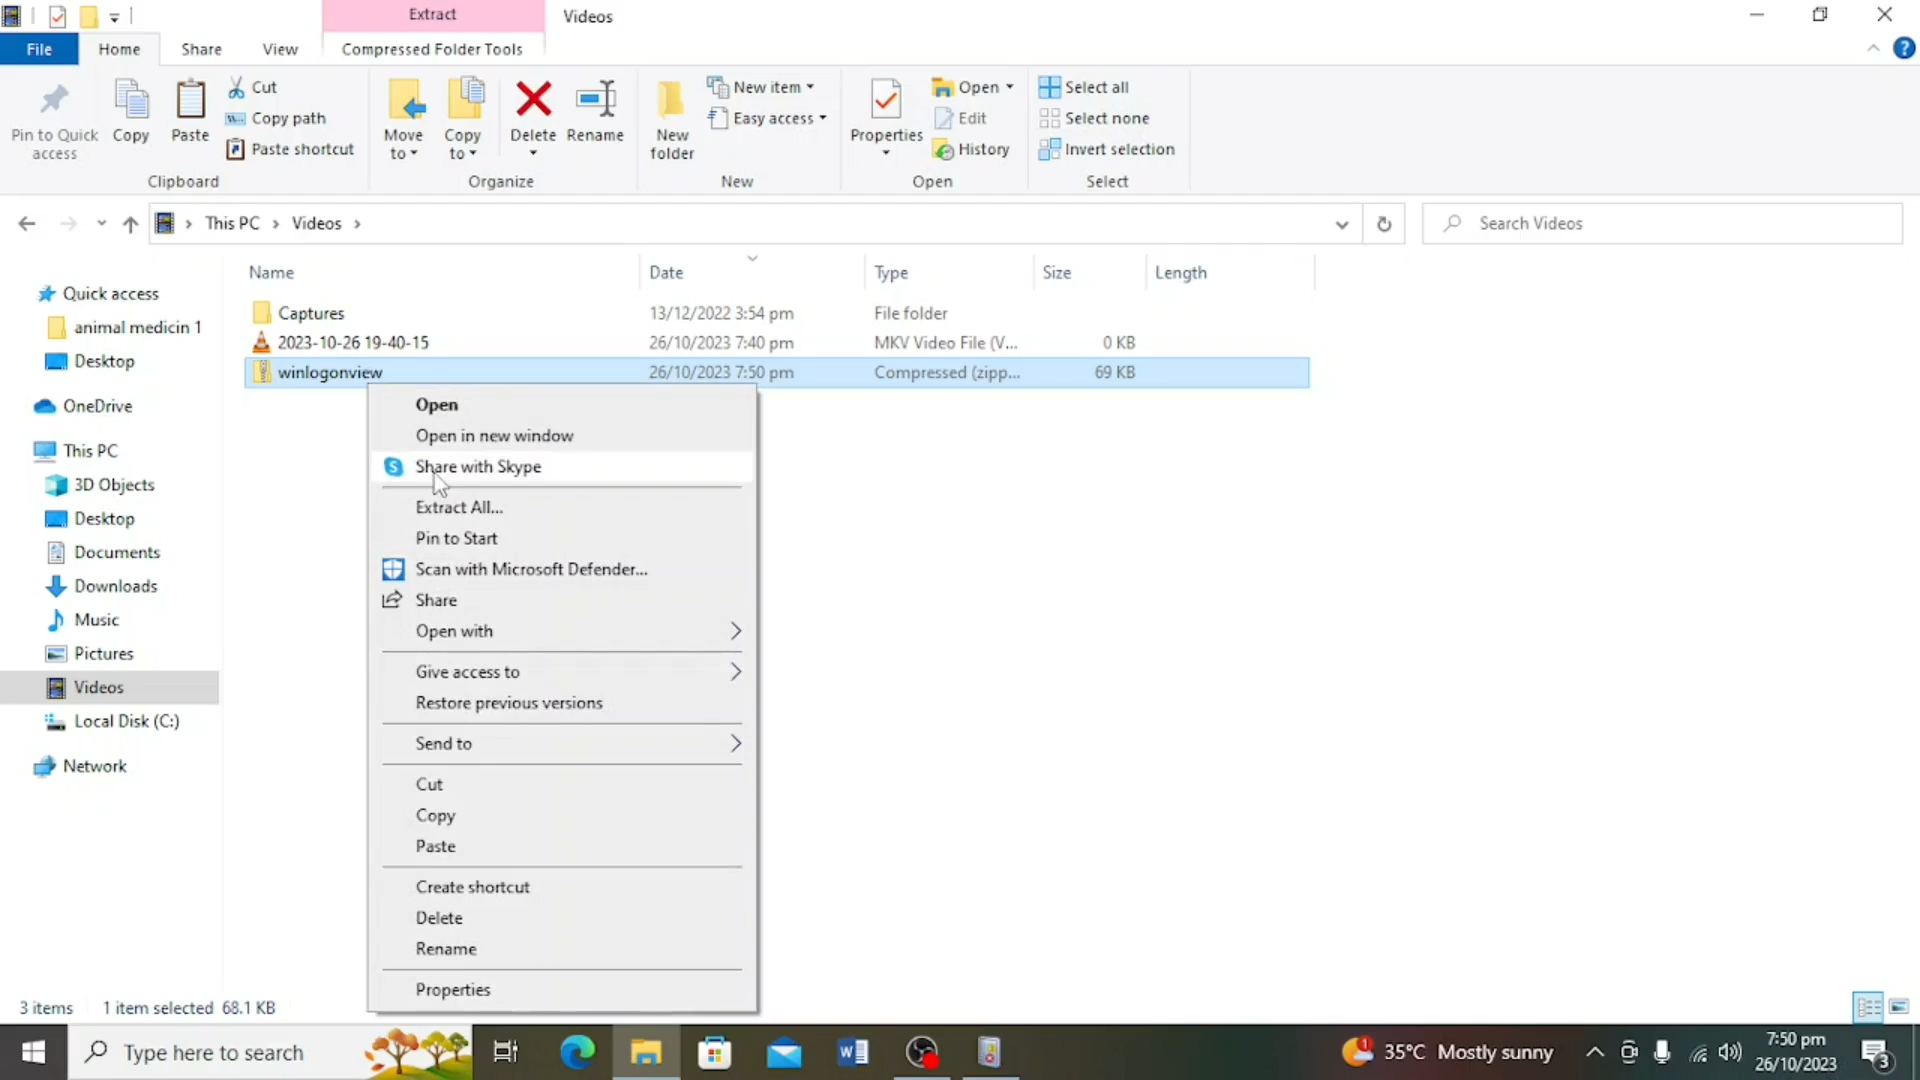 Extract
Videos
File
Home
Share
View
Compressed Folder Tools
Pin to Quick
access
Copy
Paste
Cut
Copy path
Paste shortcut
Clipboard
Move
to
Copy
to
Delete
Rename
Organize
New
folder
New item
Easy access
New
Properties
Open
Edit
History
Open
Select all
Select none
Invert selection
Select
This PC
Videos
Search Videos
Name
Date
Type
Size
Length
Captures
13/12/2022 3:54 pm
File folder
2023-10-26 19-40-15
26/10/2023 7:40 pm
MKV Video File (V...
0 KB
winlogonview
26/10/2023 7:50 pm
Compressed (zipp...
69 KB
Quick access
animal medicin 1
Desktop
OneDrive
This PC
3D Objects
Desktop
Documents
Downloads
Music
Pictures
Videos
Local Disk (C:)
Network
Open
Open in new window
Share with Skype
Extract All...
Pin to Start
Scan with Microsoft Defender...
Share
Open with
Give access to
Restore previous versions
Send to
Cut
Copy
Paste
Create shortcut
Delete
Rename
Properties
3 items
1 item selected 68.1 KB
Type here to search
1
35°C Mostly sunny
7:50 pm
26/10/2023
3